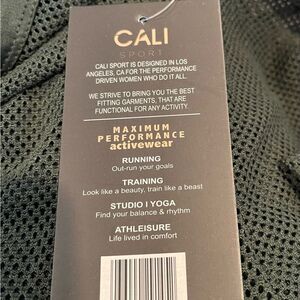 CALI
SPORT
CALI SPORT IS DESIGNED IN LOS
ANGELES, CA FOR THE PERFORMANCE
DRIVEN WOMEN WHO DO IT ALL.
WE STRIVE TO BRING YOU THE BEST
FITTING GARMENTS, THAT ARE
FUNCTIONAL FOR ANY ACTIVITY.
MAXIMUM
PERFORMANCE
activewear
RUNNING
Out-run your goals
TRAINING
Look like a beauty, train like a beast
STUDIO I YOGA
Find your balance & rhythm
ATHLEISURE
Life lived in comfort